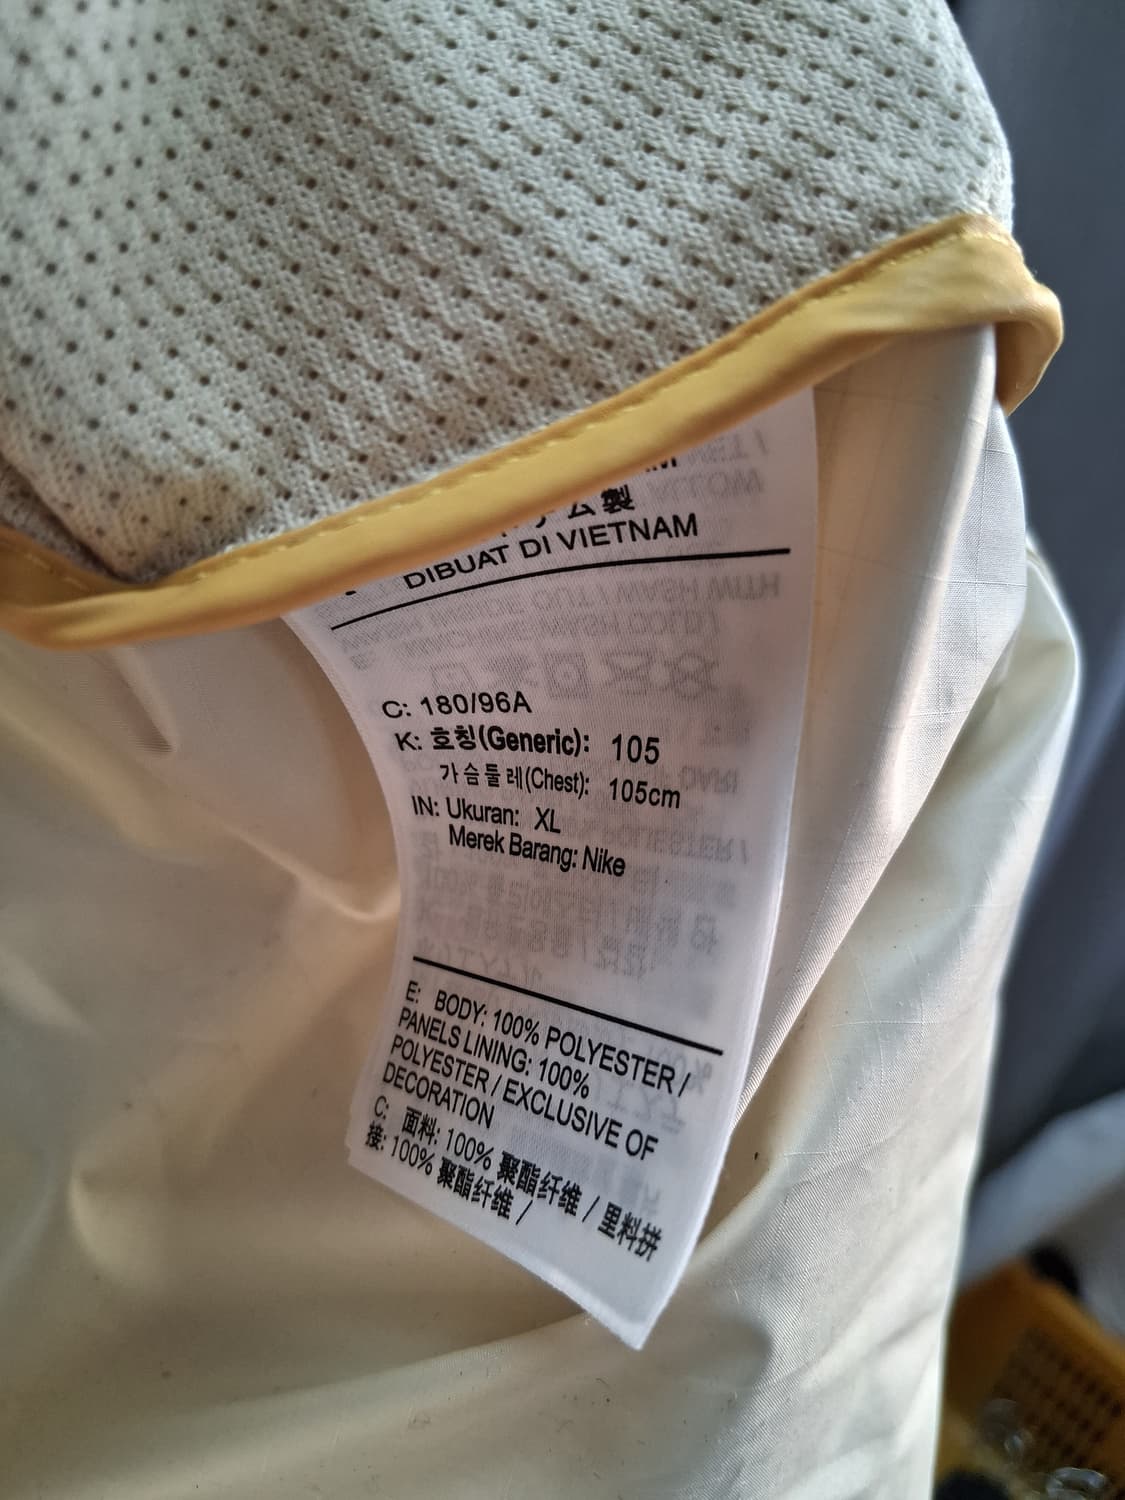 ム製
DIBUAT DI VIETNAM
C: 180/96A
K: 호칭(Generic): 105
가슴둘레(Chest): 105cm
IN: Ukuran: XL
Merek Barang: Nike
E: BODY: 100% POLYESTER /
PANELS LINING: 100%
POLYESTER / EXCLUSIVE OF
DECORATION
C: 面料: 100% 聚酯纤维 / 里料拼
接: 100% 聚酯纤维 /